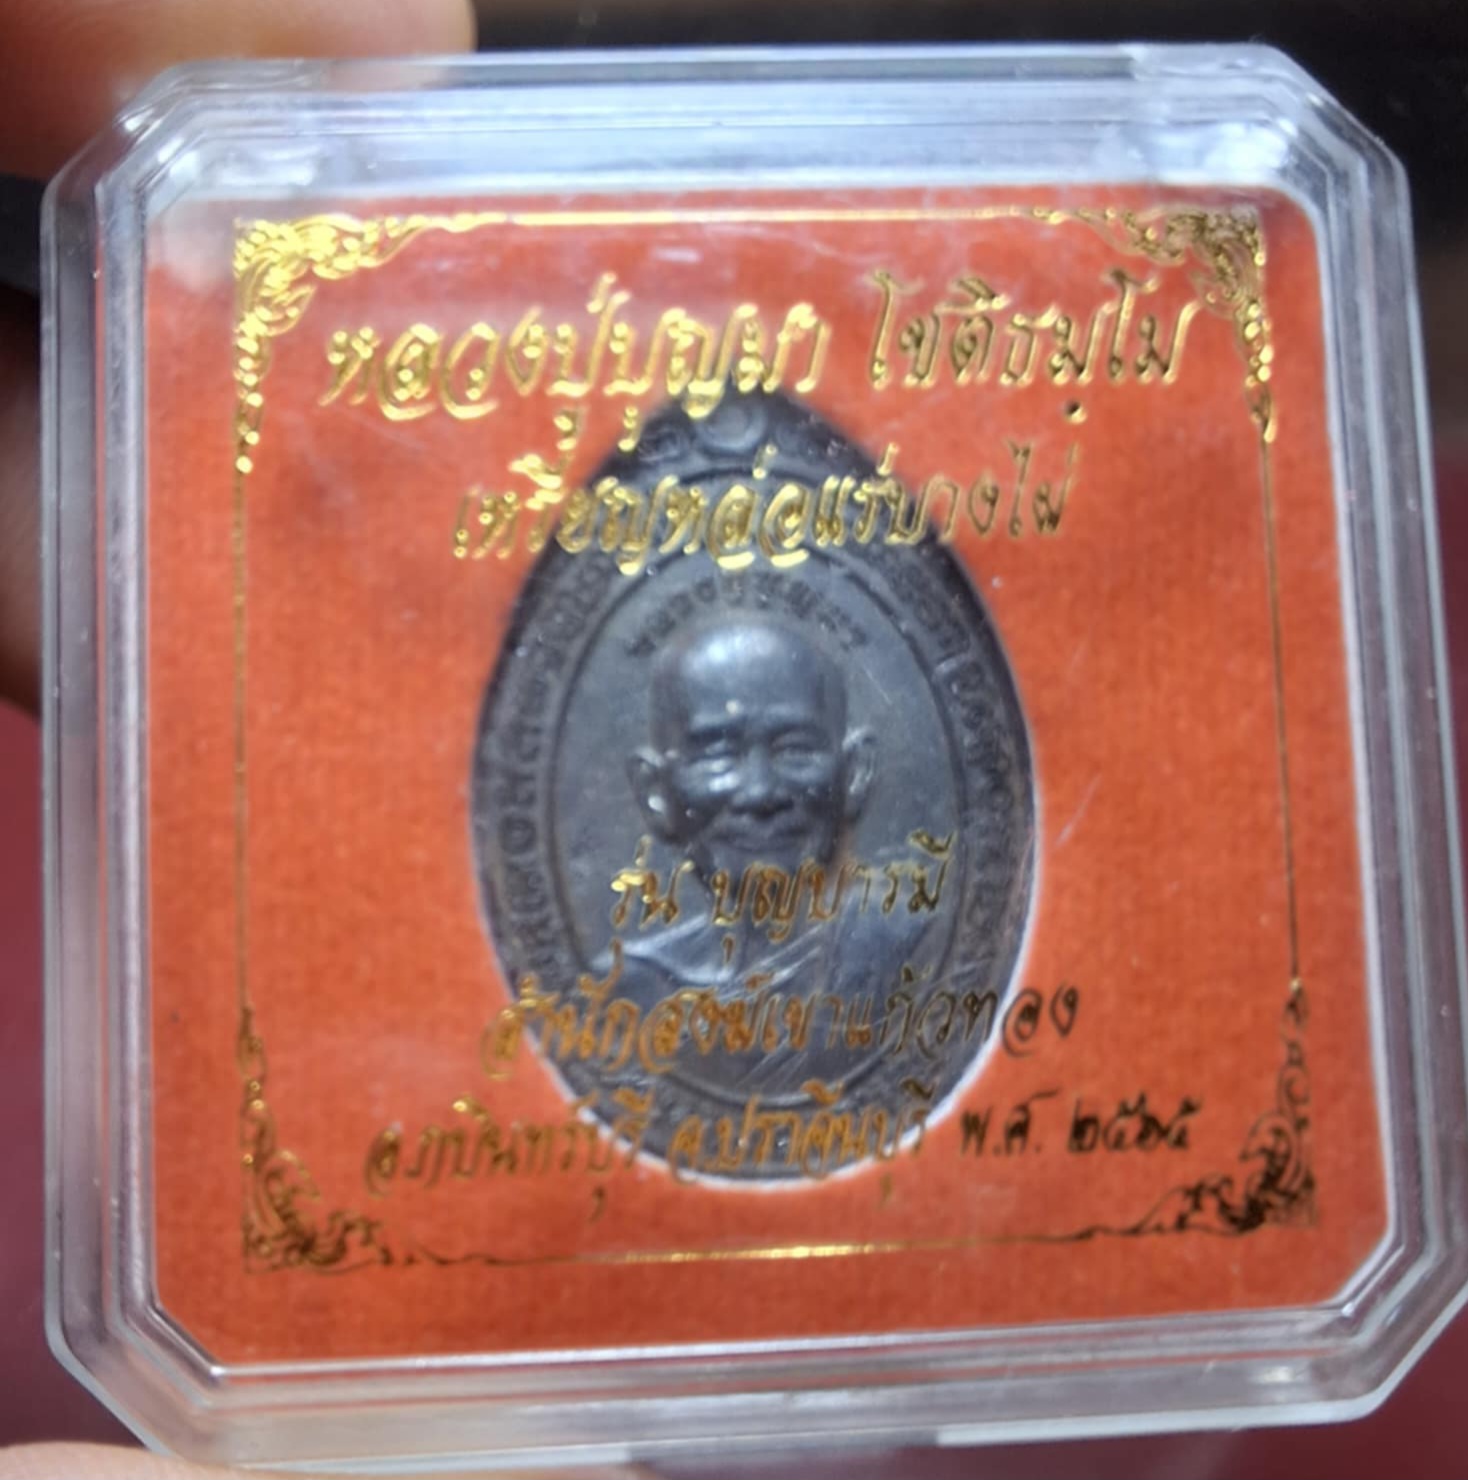 หลวงปู่บุญมา โชติธมฺโม
เหรียญหล่อแร่บางไผ่
รุ่น บุญบารมี
สำนักสงฆ์เขาแก้วทอง
อ.กบินทร์บุรี จ.ปราจีนบุรี พ.ศ. ๒๕๖๕